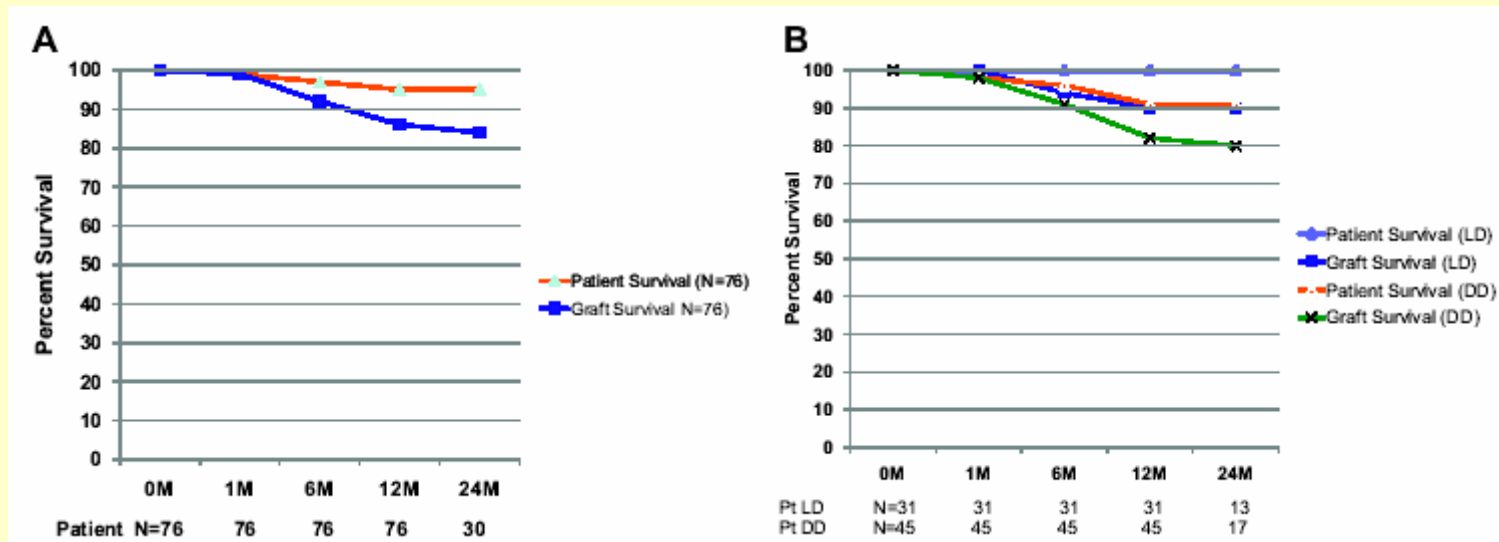 A
100
90
80
70
60
50
40
30
20
10
0
Percent Survival
0M 1M 6M 12M 24M
Patient N=76 76 76 76 30
Patient Survival (N=76)
Graft Survival N=76)
B
100
90
80
70
60
50
40
30
20
10
0
Percent Survival
0M 1M 6M 12M 24M
Pt LD N=31 31 31 31 13
Pt DD N=45 45 45 45 17
Patient Survival (LD)
Graft Survival (LD)
Patient Survival (DD)
Graft Survival (DD)